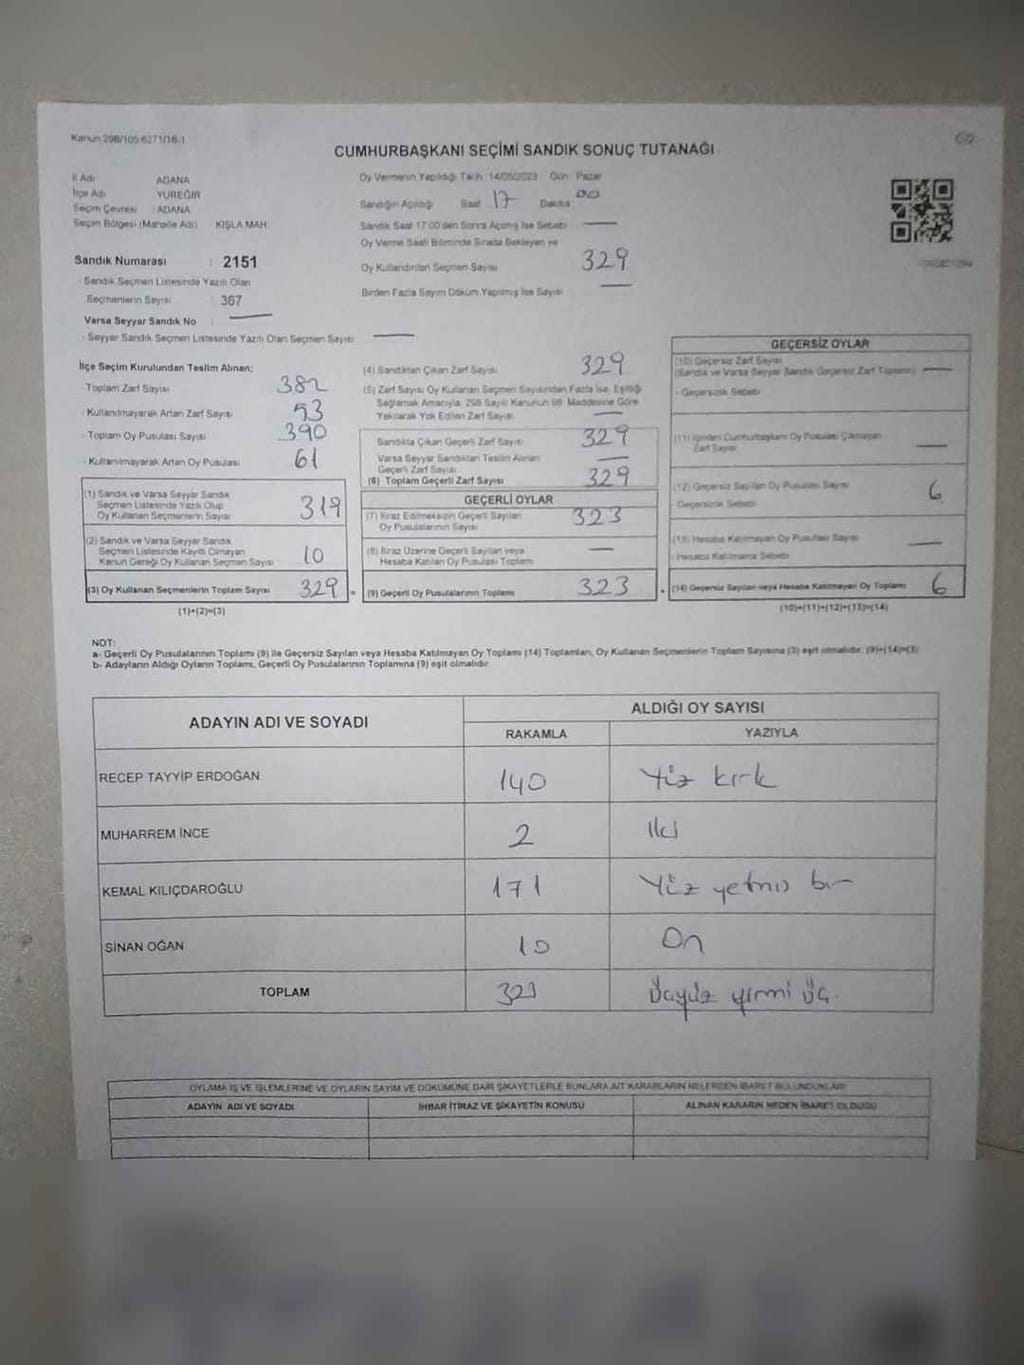 Kanun 298/105 6271/18-1
CUMHURBAŞKANI SEÇİMİ SANDIK SONUÇ TUTANAĞI
İl Adı ADANA
İlçe Adı YÜREĞİR
Seçim Çevresi : ADANA
Seçim Bölgesi (Mahalle Adı) KIŞLA MAH.
Sandık Numarası : 2151
- Sandık Seçmen Listesinde Yazılı Olan
Seçmenlerin Sayısı : 367
Varsa Seyyar Sandık No : —
- Seyyar Sandık Seçmen Listesinde Yazılı Olan Seçmen Sayısı —
Oy Vermenin Yapıldığı Tarih: 14/05/2023 Gün: Pazar
Sandığın Açıldığı Saat 17 Dakika 00
Sandık Saat 17:00'den Sonra Açılmış İse Sebebi —
Oy Verme Saati Bitiminde Sırada Bekleyen ve
Oy Kullandırılan Seçmen Sayısı 329
Birden Fazla Sayım Döküm Yapılmış İse Sayısı —
İlçe Seçim Kurulundan Teslim Alınan;
- Toplam Zarf Sayısı 382
- Kullanılmayarak Artan Zarf Sayısı 53
- Toplam Oy Pusulası Sayısı 390
- Kullanılmayarak Artan Oy Pusulası 61
(1) Sandık ve Varsa Seyyar Sandık
Seçmen Listesinde Yazılı Olup
Oy Kullanan Seçmenlerin Sayısı 319
(2) Sandık ve Varsa Seyyar Sandık
Seçmen Listesinde Kayıtlı Olmayan
Kanun Gereği Oy Kullanan Seçmen Sayısı 10
(3) Oy Kullanan Seçmenlerin Toplam Sayısı 329
(1)+(2)=(3)
(4) Sandıktan Çıkan Zarf Sayısı 329
(5) Zarf Sayısı Oy Kullanan Seçmen Sayısından Fazla İse, Eşitliği
Sağlamak Amacıyla, 298 Sayılı Kanunun 98. Maddesine Göre
Yakılarak Yok Edilen Zarf Sayısı —
Sandıkta Çıkan Geçerli Zarf Sayısı 329
Varsa Seyyar Sandıktan Teslim Alınan
Geçerli Zarf Sayısı —
(6) Toplam Geçerli Zarf Sayısı 329
GEÇERLİ OYLAR
(7) İtiraz Edilmeksizin Geçerli Sayılan
Oy Pusulalarının Sayısı 323
(8) İtiraz Üzerine Geçerli Sayılan veya
Hesaba Katılan Oy Pusulası Toplamı —
(9) Geçerli Oy Pusulalarının Toplamı 323
GEÇERSİZ OYLAR
(10) Geçersiz Zarf Sayısı
(Sandık ve Varsa Seyyar Sandık Geçersiz Zarf Toplamı) —
- Geçersizlik Sebebi
(11) İçinden Cumhurbaşkanı Oy Pusulası Çıkmayan
Zarf Sayısı —
(12) Geçersiz Sayılan Oy Pusulası Sayısı 6
- Geçersizlik Sebebi
(13) Hesaba Katılmayan Oy Pusulası Sayısı —
- Hesaba Katılmama Sebebi
(14) Geçersiz Sayılan veya Hesaba Katılmayan Oy Toplamı 6
(10)+(11)+(12)+(13)=(14)
NOT:
a- Geçerli Oy Pusulalarının Toplamı (9) ile Geçersiz Sayılan veya Hesaba Katılmayan Oy Toplamı (14) Toplamları, Oy Kullanan Seçmenlerin Toplam Sayısına (3) eşit olmalıdır. (9)+(14)=(3)
b- Adayların Aldığı Oyların Toplamı, Geçerli Oy Pusulalarının Toplamına (9) eşit olmalıdır.
ADAYIN ADI VE SOYADI ALDIĞI OY SAYISI
RAKAMLA YAZIYLA
RECEP TAYYİP ERDOĞAN 140 Yüz kırk
MUHARREM İNCE 2 İki
KEMAL KILIÇDAROĞLU 171 Yüz yetmiş bir
SİNAN OĞAN 10 On
TOPLAM 323 Üçyüz yirmi üç.
OYLAMA İŞ VE İŞLEMLERİNE VE OYLARIN SAYIM VE DÖKÜMÜNE DAİR ŞİKAYETLERLE BUNLARA AİT KARARLARIN NELERDEN İBARET BULUNDUKLARI
ADAYIN ADI VE SOYADI İHBAR İTİRAZ VE ŞİKAYETİN KONUSU ALINAN KARARIN NEDEN İBARET OLDUĞU